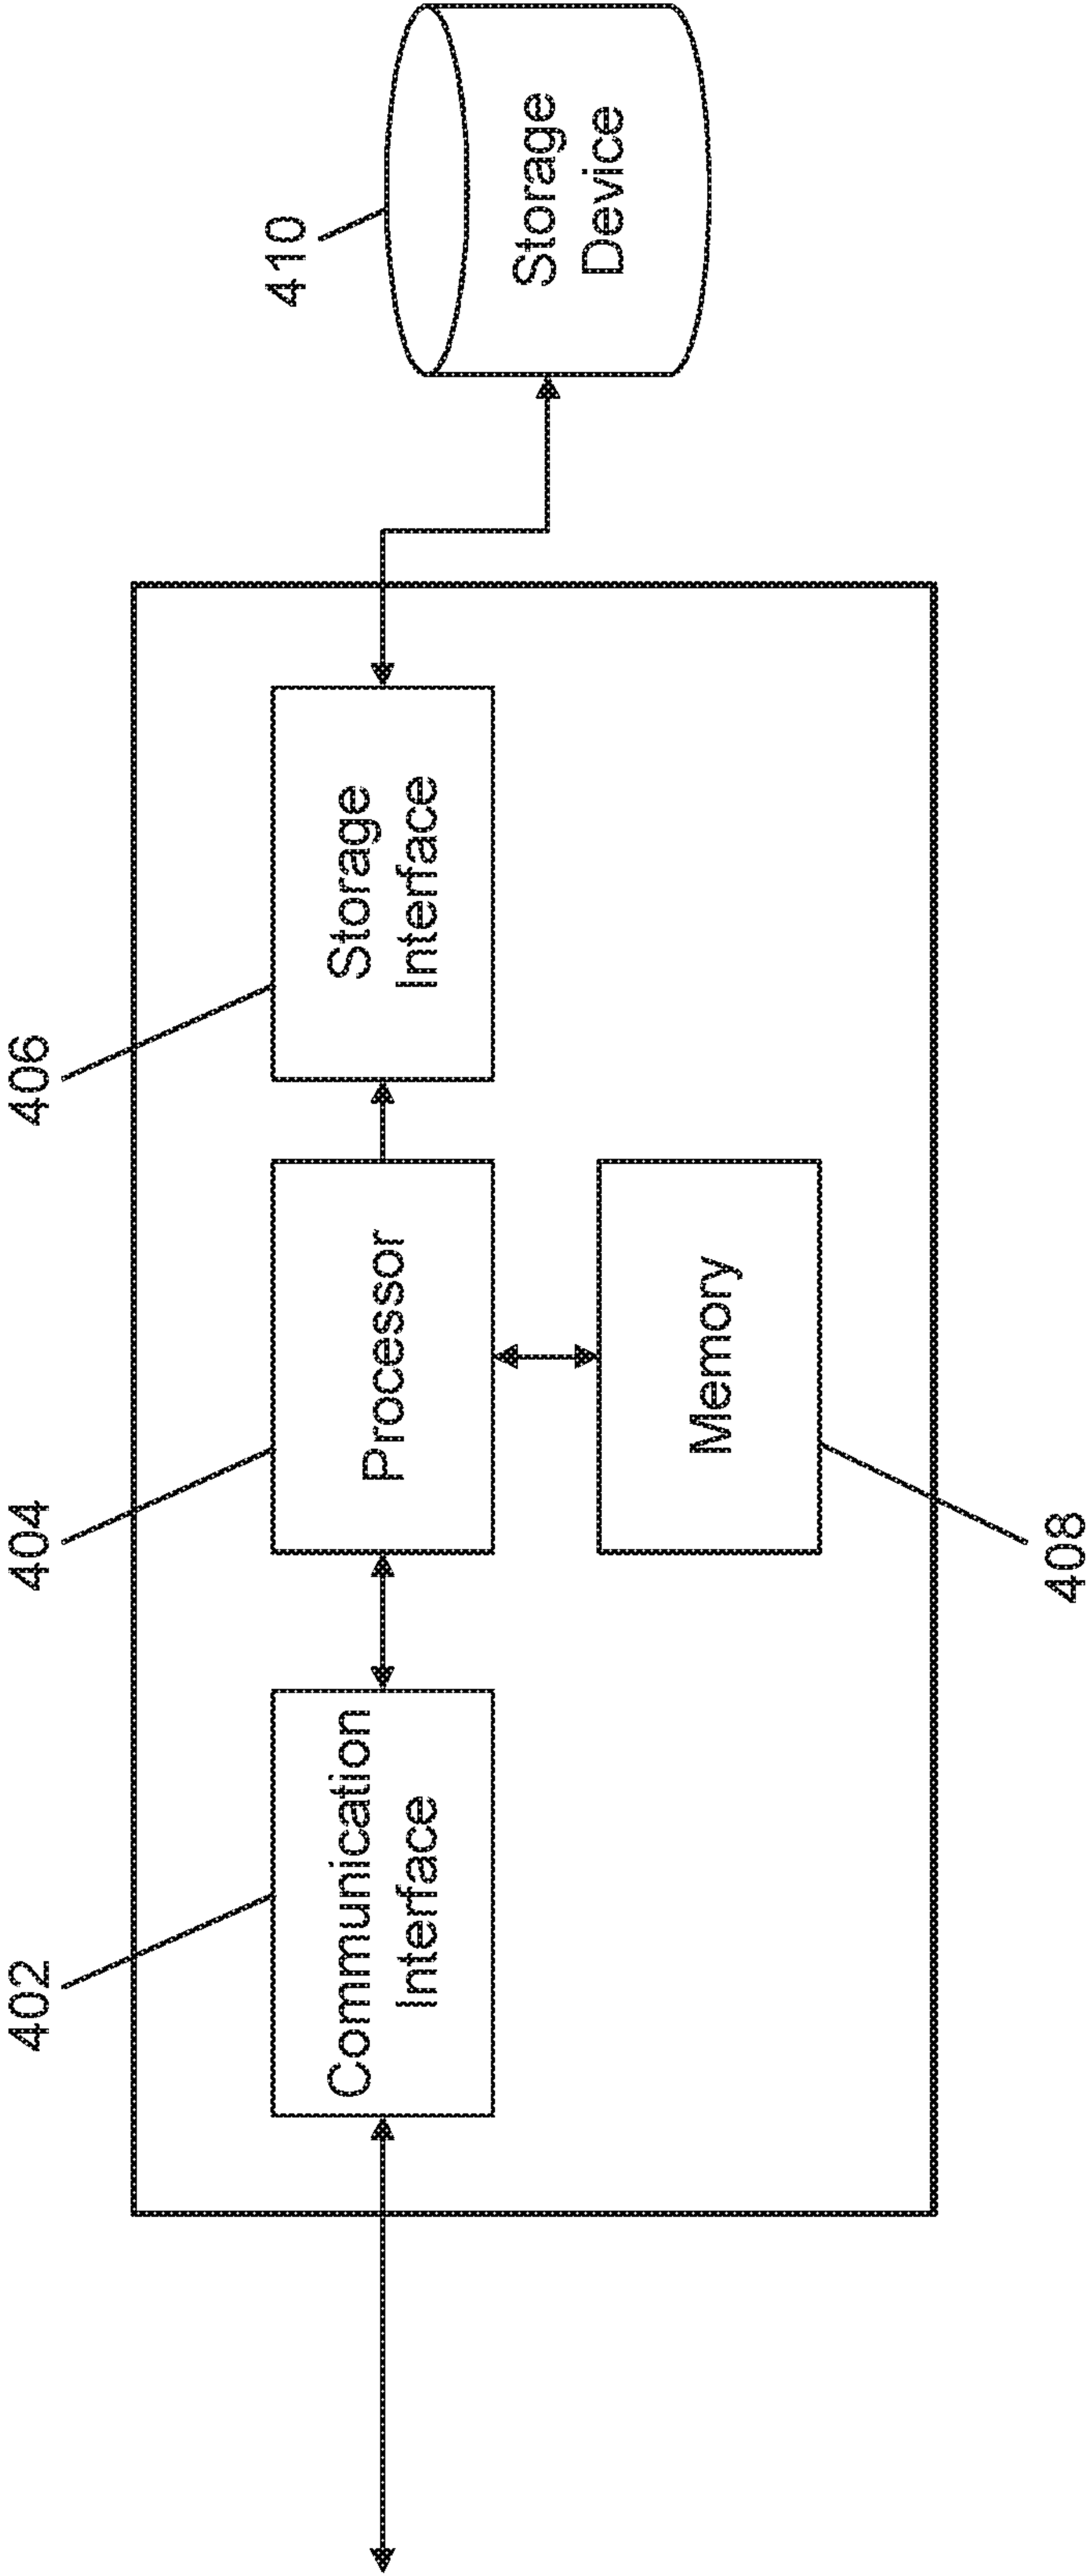 402
404
406
410
Communication
Interface
Processor
Storage
Interface
Storage
Device
Memory
408